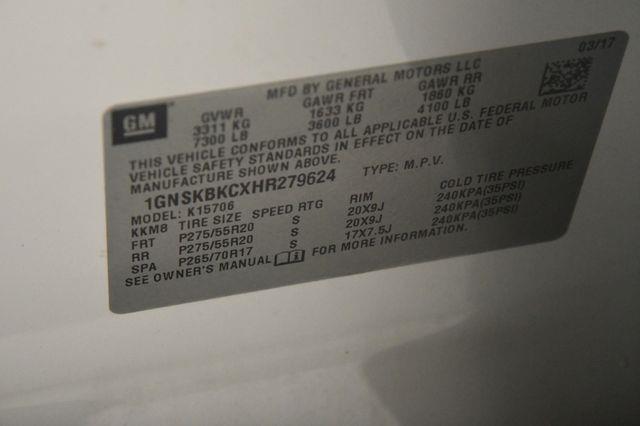 03/17
GM
MFD BY GENERAL MOTORS LLC
GVWR GAWR FRT GAWR RR
3311 KG 1633 KG 1860 KG
7300 LB 3600 LB 4100 LB
THIS VEHICLE CONFORMS TO ALL APPLICABLE U.S. FEDERAL MOTOR
VEHICLE SAFETY STANDARDS IN EFFECT ON THE DATE OF
MANUFACTURE SHOWN ABOVE.
1GNSKBKCXHR279624 TYPE: M.P.V.
MODEL: K15706
KKM8 TIRE SIZE SPEED RTG RIM COLD TIRE PRESSURE
FRT P275/55R20 S 20X9J 240KPA(35PSI)
RR P275/55R20 S 20X9J 240KPA(35PSI)
SPA P265/70R17 S 17X7.5J 240KPA(35PSI)
SEE OWNER'S MANUAL FOR MORE INFORMATION.